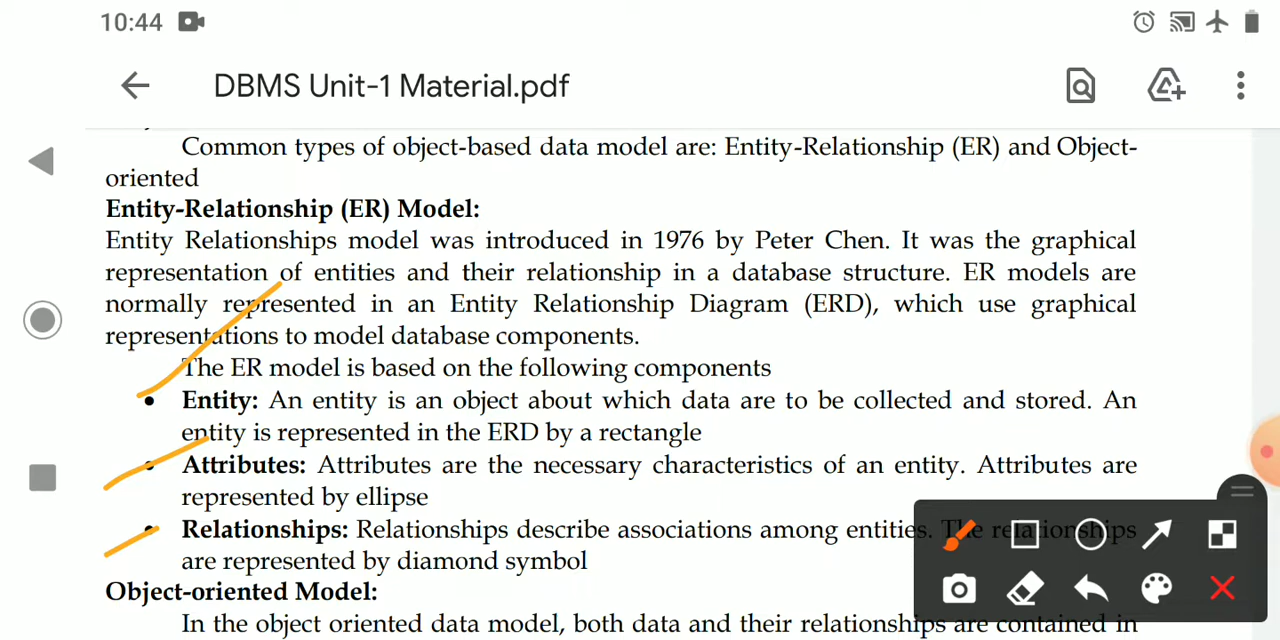 10:44
DBMS Unit-1 Material.pdf
Common types of object-based data model are: Entity-Relationship (ER) and Object-
oriented
Entity-Relationship (ER) Model:
Entity Relationships model was introduced in 1976 by Peter Chen. It was the graphical
representation of entities and their relationship in a database structure. ER models are
normally represented in an Entity Relationship Diagram (ERD), which use graphical
representations to model database components.
The ER model is based on the following components
• Entity: An entity is an object about which data are to be collected and stored. An
entity is represented in the ERD by a rectangle
• Attributes: Attributes are the necessary characteristics of an entity. Attributes are
represented by ellipse
• Relationships: Relationships describe associations among entities. The relationships
are represented by diamond symbol
Object-oriented Model:
In the object oriented data model, both data and their relationships are contained in